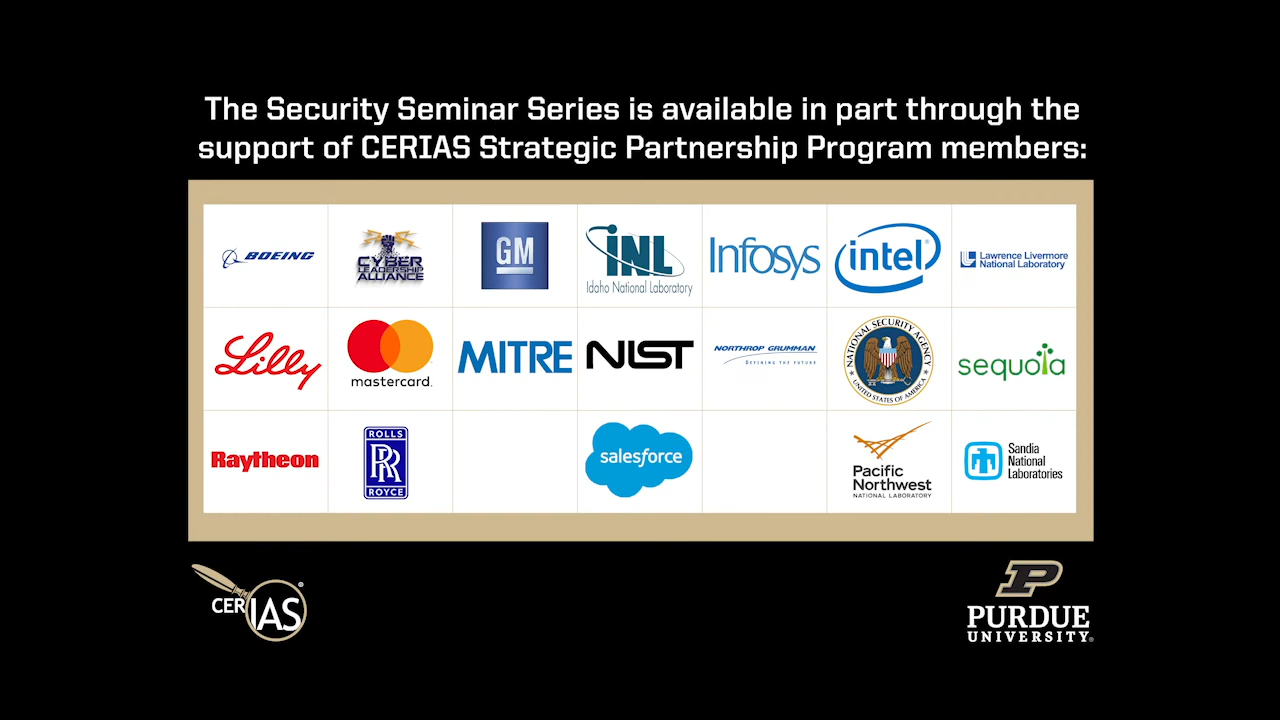 The Security Seminar Series is available in part through the
support of CERIAS Strategic Partnership Program members:
BOEING
CYBER
LEADERSHIP
ALLIANCE
GM
INL
Idaho National Laboratory
Infosys
intel®
Lawrence Livermore
National Laboratory
Lilly
mastercard.
MITRE
NIST
NORTHROP GRUMMAN
DEFINING THE FUTURE
NATIONAL SECURITY AGENCY
UNITED STATES OF AMERICA
sequoia
Raytheon
ROLLS
RR
ROYCE
salesforce
Pacific
Northwest
NATIONAL LABORATORY
Sandia
National
Laboratories
CERIAS®
P
PURDUE
UNIVERSITY®